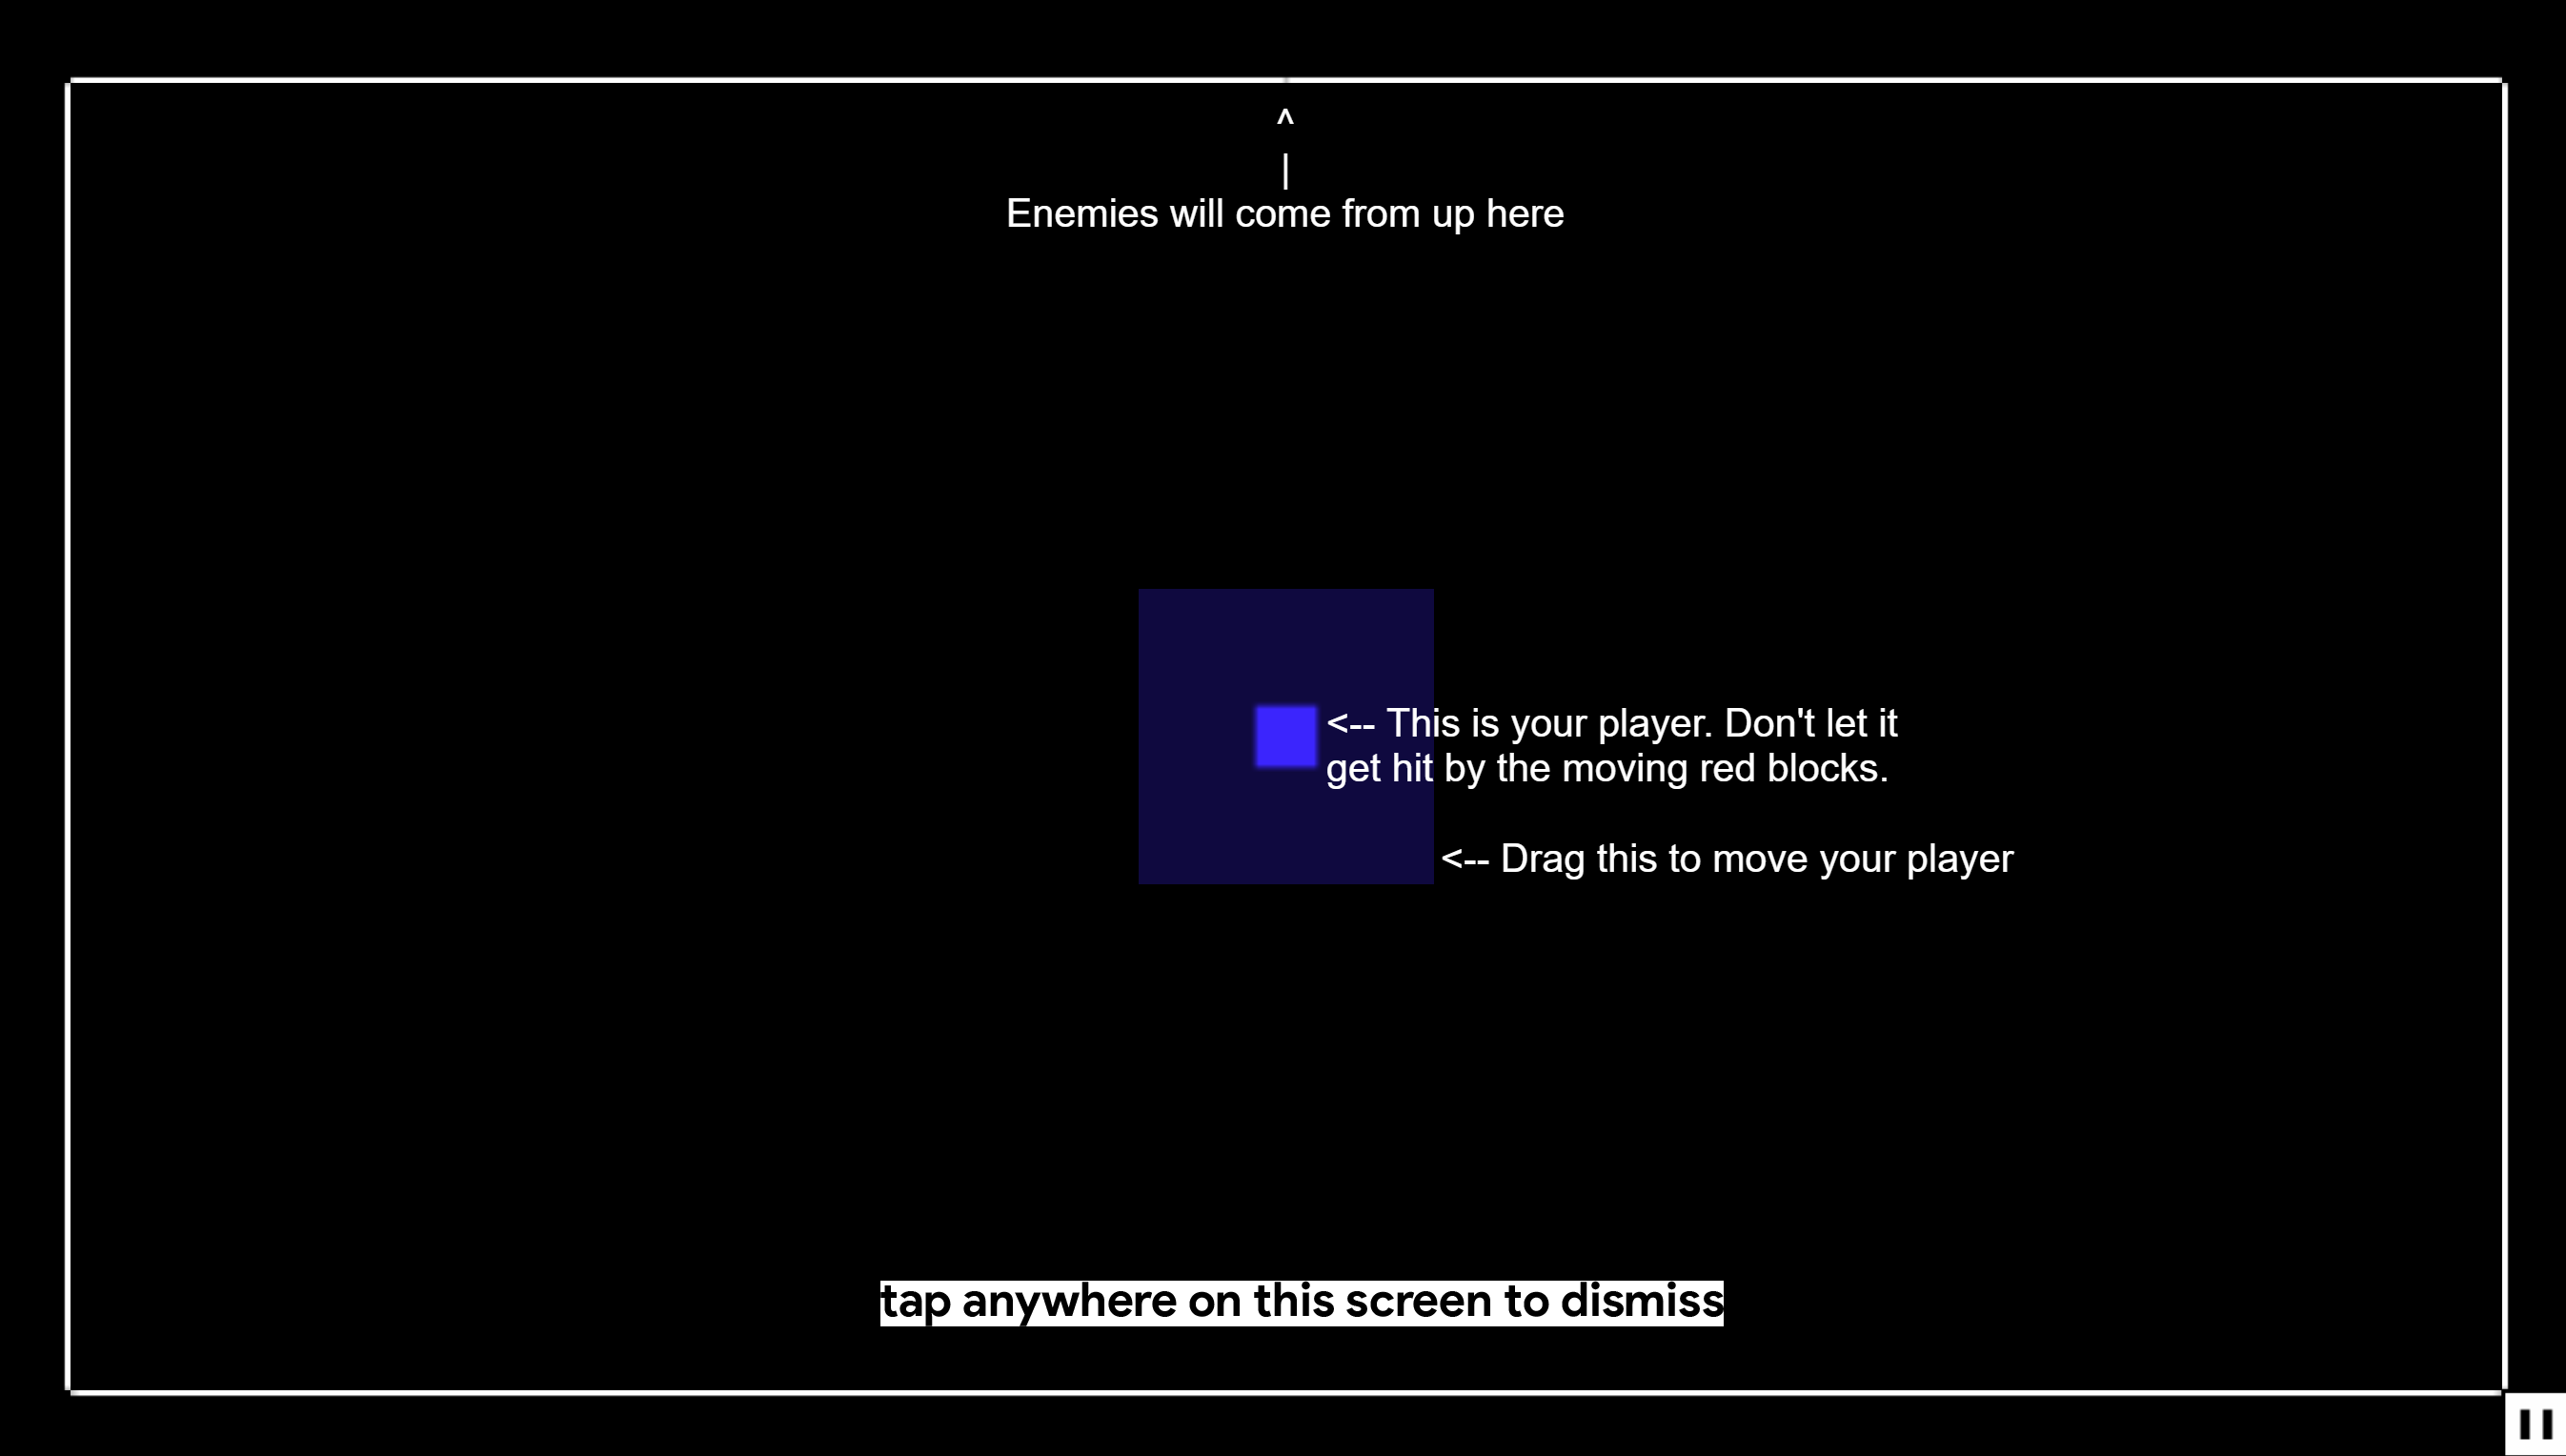 ^
|
Enemies will come from up here
<-- This is your player. Don't let it
get hit by the moving red blocks.
<-- Drag this to move your player
tap anywhere on this screen to dismiss